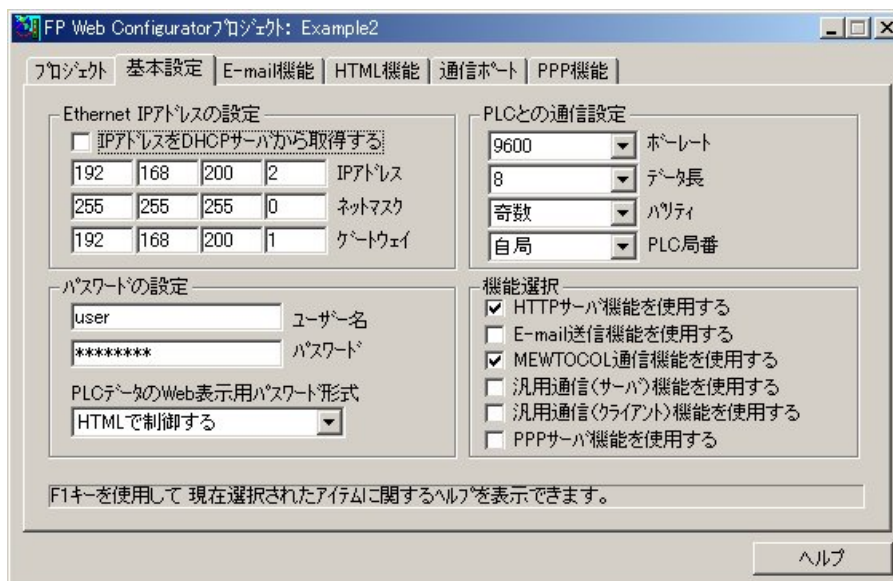 FP Web Configuratorプロジェクト: Example2
プロジェクト 基本設定 E-mail機能 HTML機能 通信ポート PPP機能
Ethernet IPアドレスの設定
IPアドレスをDHCPサーバから取得する
192 168 200 2 IPアドレス
255 255 255 0 ネットマスク
192 168 200 1 ゲートウェイ
PLCとの通信設定
9600 ボーレート
8 データ長
奇数 パリティ
自局 PLC局番
パスワードの設定
user ユーザー名
******** パスワード
PLCデータのWeb表示用パスワード形式
HTMLで制御する
機能選択
HTTPサーバ機能を使用する
E-mail送信機能を使用する
MEWTOCOL通信機能を使用する
汎用通信(サーバ)機能を使用する
汎用通信(クライアント)機能を使用する
PPPサーバ機能を使用する
F1キーを使用して 現在選択されたアイテムに関するヘルプを表示できます。
ヘルプ